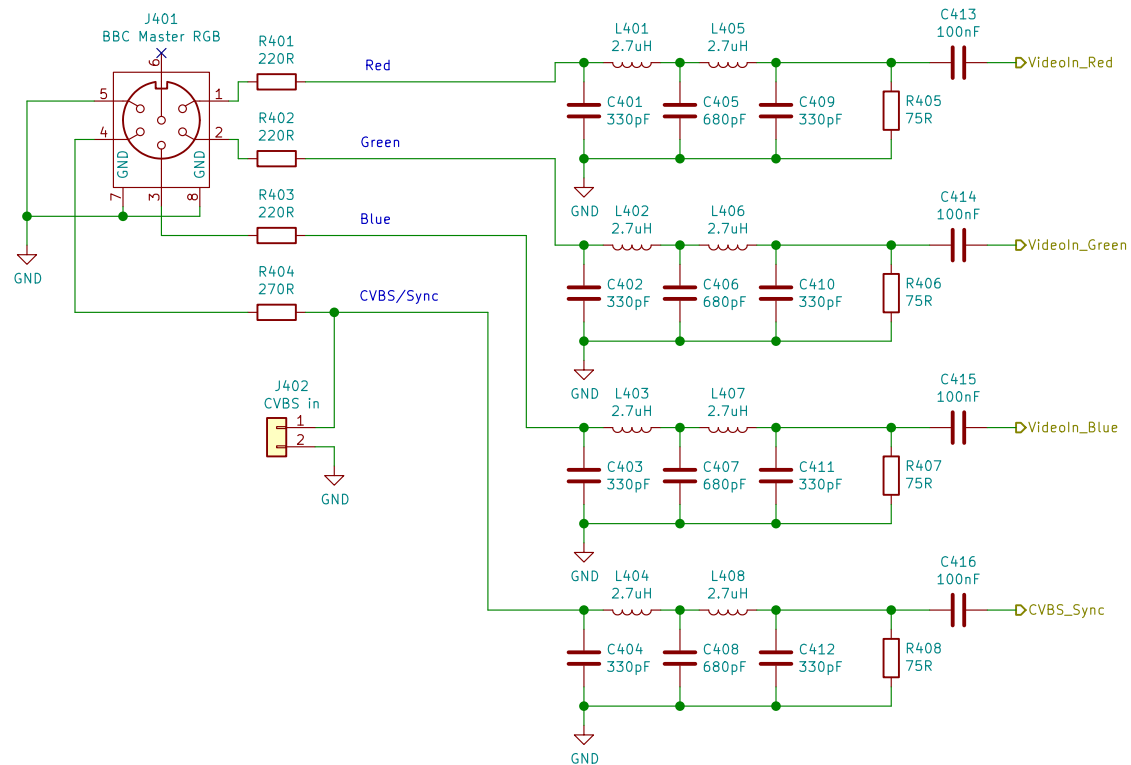 J401
BBC Master RGB
6
5
4
1
2
GND
GND
7
3
8
GND
R401
220R
Red
R402
220R
Green
R403
220R
Blue
R404
270R
CVBS/Sync
J402
CVBS in
1
2
GND
L401
2.7uH
L405
2.7uH
C413
100nF
VideoIn_Red
C401
330pF
C405
680pF
C409
330pF
R405
75R
GND
L402
2.7uH
L406
2.7uH
C414
100nF
VideoIn_Green
C402
330pF
C406
680pF
C410
330pF
R406
75R
GND
L403
2.7uH
L407
2.7uH
C415
100nF
VideoIn_Blue
C403
330pF
C407
680pF
C411
330pF
R407
75R
GND
L404
2.7uH
L408
2.7uH
C416
100nF
CVBS_Sync
C404
330pF
C408
680pF
C412
330pF
R408
75R
GND